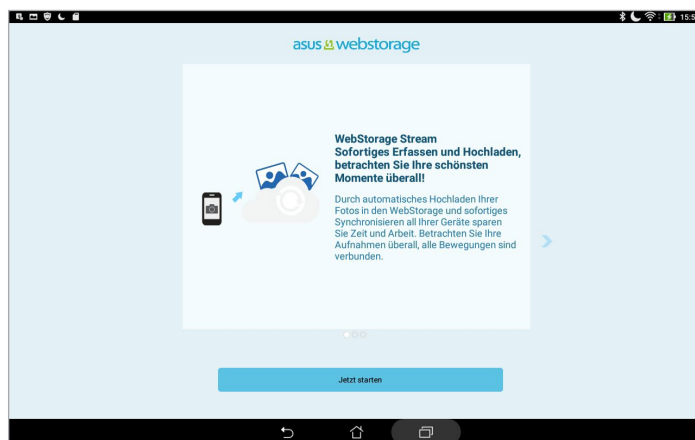 15:5
asus webstorage
WebStorage Stream
Sofortiges Erfassen und Hochladen,
betrachten Sie Ihre schönsten
Momente überall!
Durch automatisches Hochladen Ihrer
Fotos in den WebStorage und sofortiges
Synchronisieren all Ihrer Geräte sparen
Sie Zeit und Arbeit. Betrachten Sie Ihre
Aufnahmen überall, alle Bewegungen sind
verbunden.
Jetzt starten